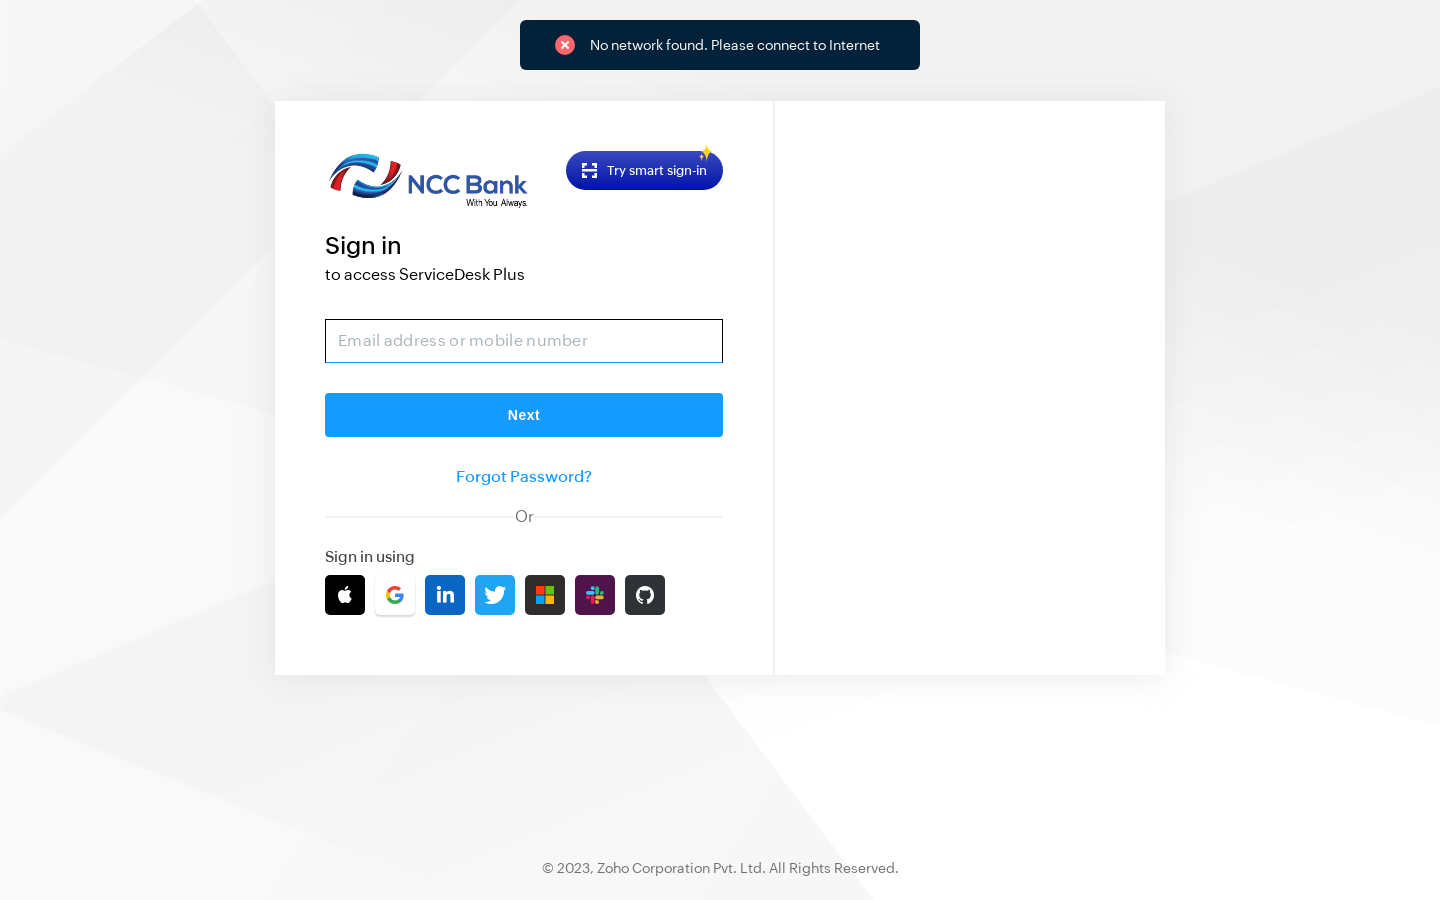 No network found. Please connect to Internet
NCC Bank
With You. Always.
Try smart sign-in
Sign in
to access ServiceDesk Plus
Email address or mobile number
Next
Forgot Password?
Or
Sign in using
© 2023, Zoho Corporation Pvt. Ltd. All Rights Reserved.